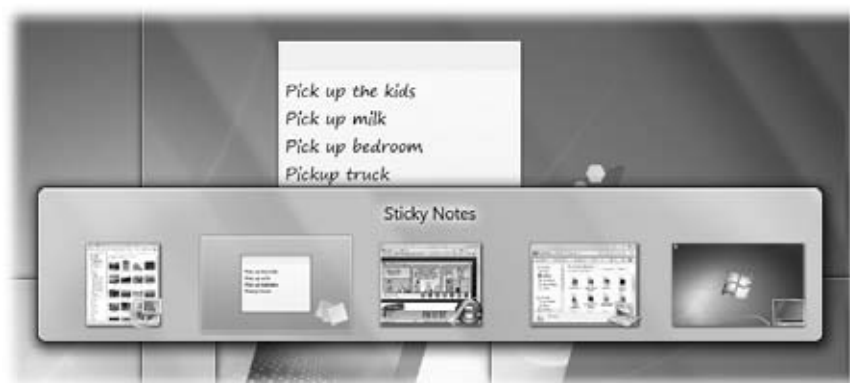 Pick up the kids
Pick up milk
Pick up bedroom
Pickup truck
Sticky Notes